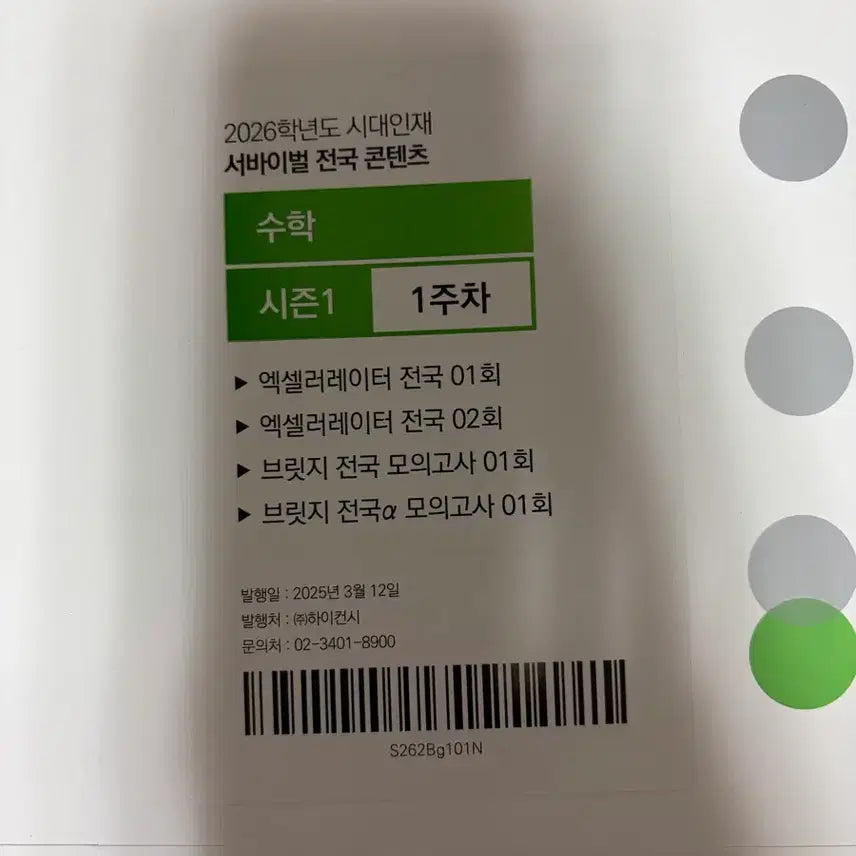 2026학년도 시대인재
서바이벌 전국 콘텐츠
수학
시즌1 1주차
▶ 엑셀러레이터 전국 01회
▶ 엑셀러레이터 전국 02회
▶ 브릿지 전국 모의고사 01회
▶ 브릿지 전국α 모의고사 01회
발행일 : 2025년 3월 12일
발행처 : ㈜하이컨시
문의처 : 02-3401-8900
S262Bg101N